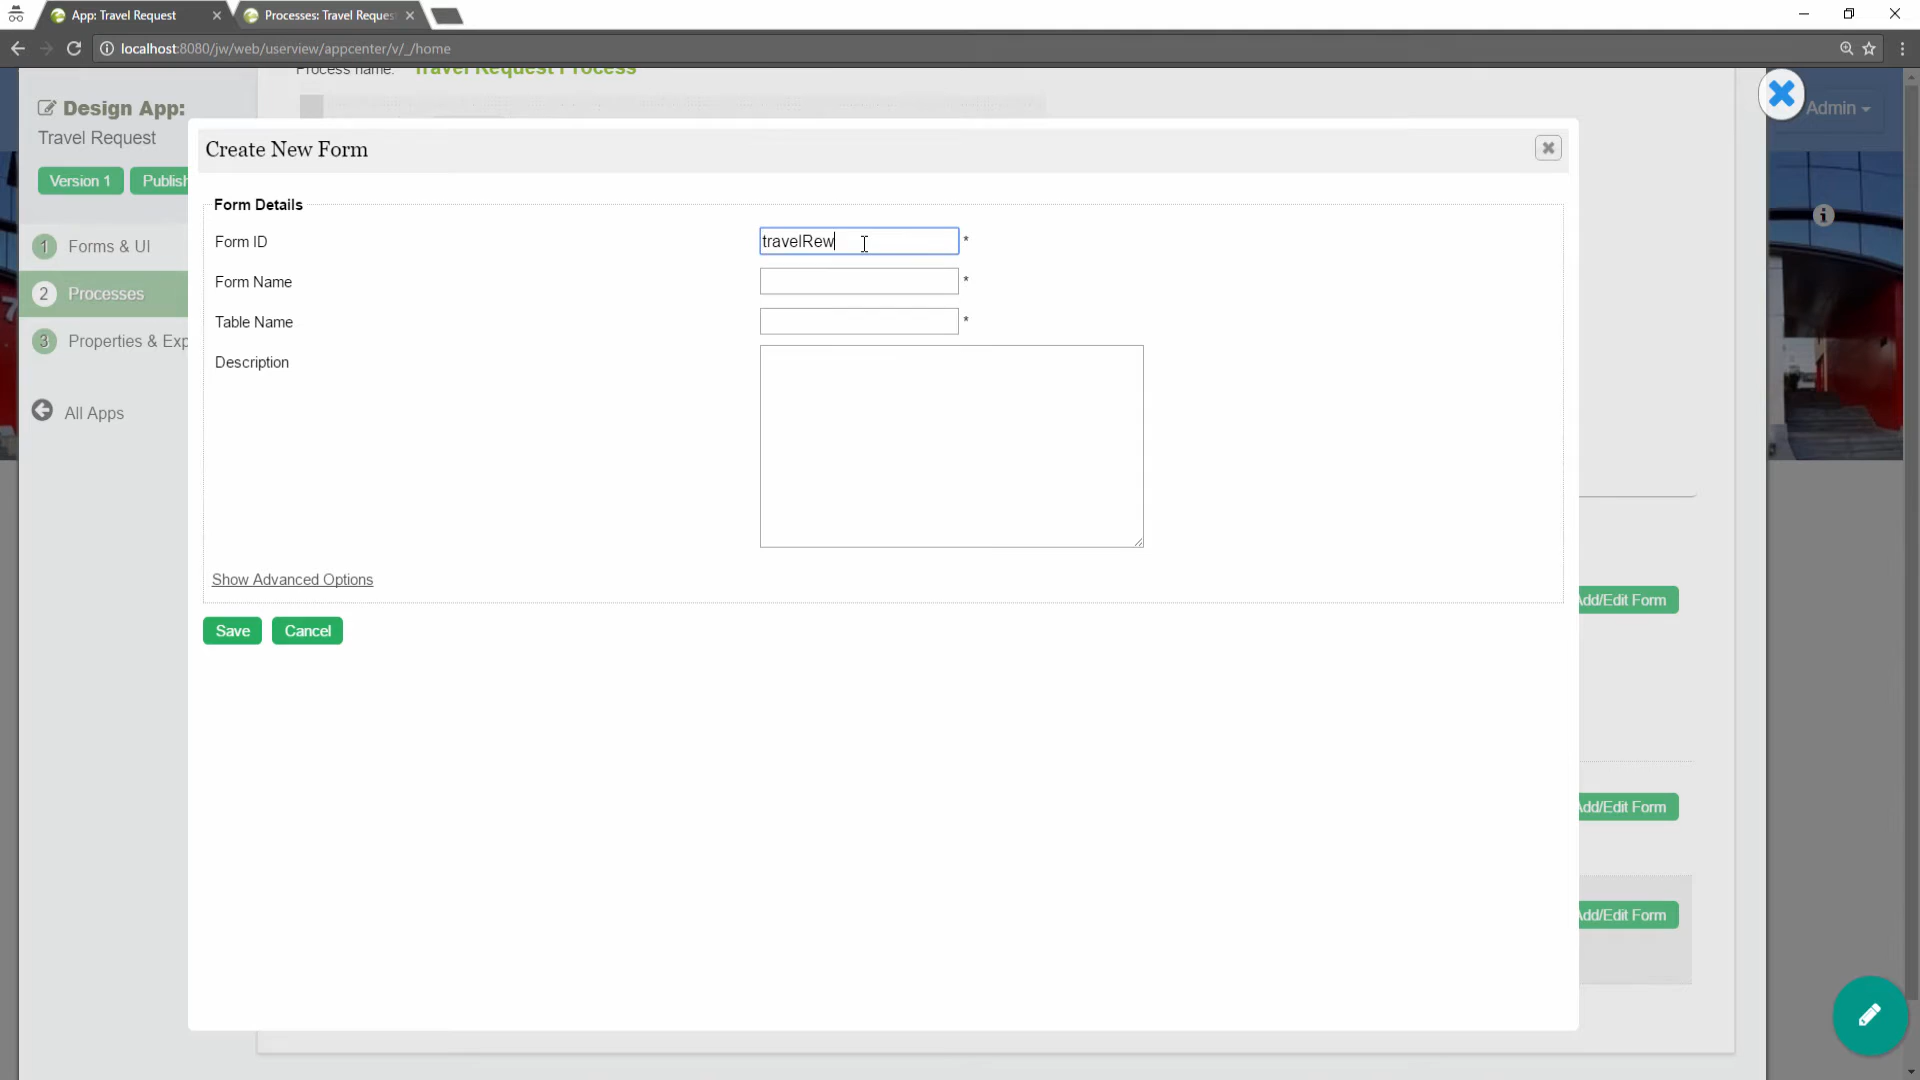 App: Travel Request
Processes: Travel Reques
localhost:8080/jw/web/userview/appcenter/v/_/home
Process name: Travel Request Process
Design App:
Travel Request
Admin
Version 1
Publish
Create New Form
Form Details
Form ID
travelRew
*
Form Name
*
Table Name
*
Description
Show Advanced Options
Save
Cancel
1 Forms & UI
2 Processes
3 Properties & Exp
All Apps
Add/Edit Form
Add/Edit Form
Add/Edit Form